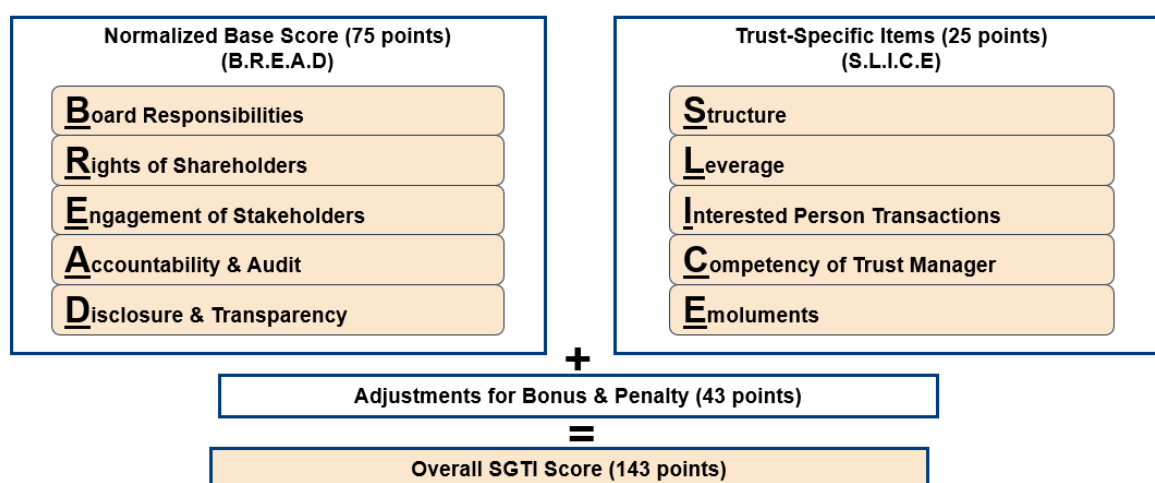 Normalized Base Score (75 points)
(B.R.E.A.D)
Board Responsibilities
Rights of Shareholders
Engagement of Stakeholders
Accountability & Audit
Disclosure & Transparency
Trust-Specific Items (25 points)
(S.L.I.C.E)
Structure
Leverage
Interested Person Transactions
Competency of Trust Manager
Emoluments
+
Adjustments for Bonus & Penalty (43 points)
=
Overall SGTI Score (143 points)